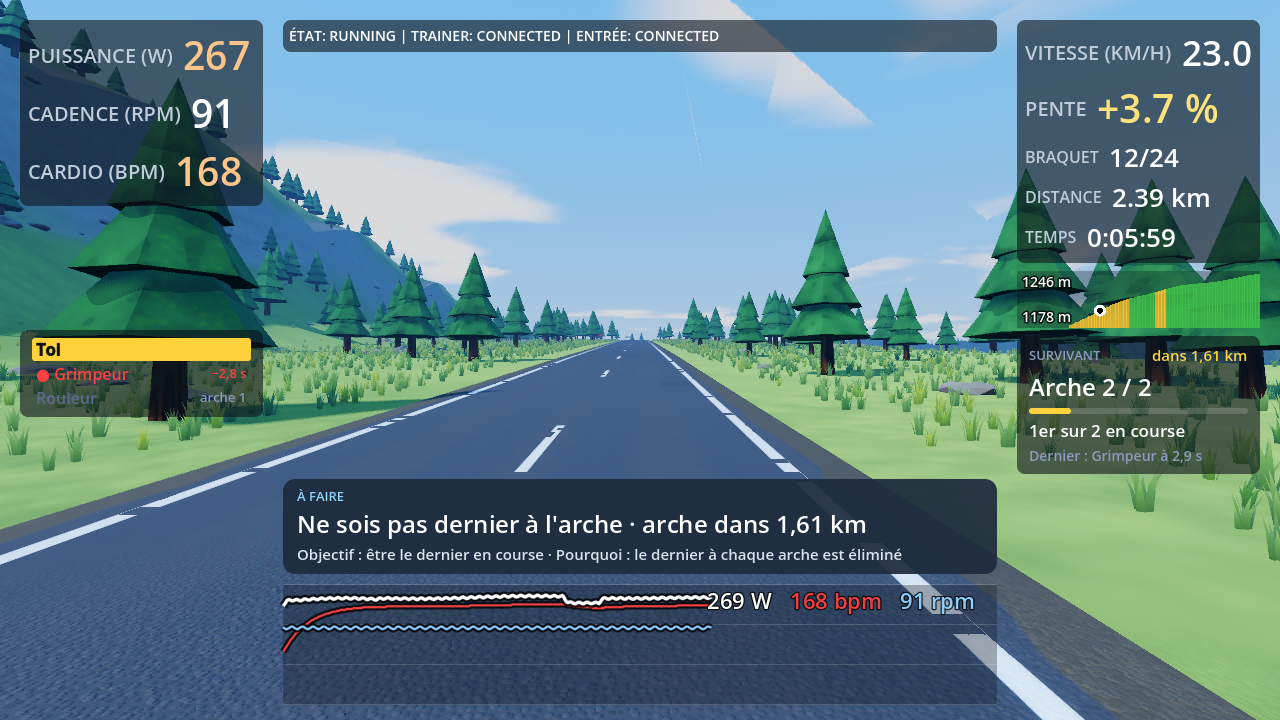 PUISSANCE (W) 267
CADENCE (RPM) 91
CARDIO (BPM) 168
ÉTAT: RUNNING | TRAINER: CONNECTED | ENTRÉE: CONNECTED
VITESSE (KM/H) 23.0
PENTE +3.7 %
BRAQUET 12/24
DISTANCE 2.39 km
TEMPS 0:05:59
1246 m
1178 m
Toi
Grimpeur −2,8 s
Rouleur arche 1
SURVIVANT dans 1,61 km
Arche 2 / 2
1er sur 2 en course
Dernier : Grimpeur à 2,9 s
À FAIRE
Ne sois pas dernier à l'arche · arche dans 1,61 km
Objectif : être le dernier en course · Pourquoi : le dernier à chaque arche est éliminé
269 W 168 bpm 91 rpm